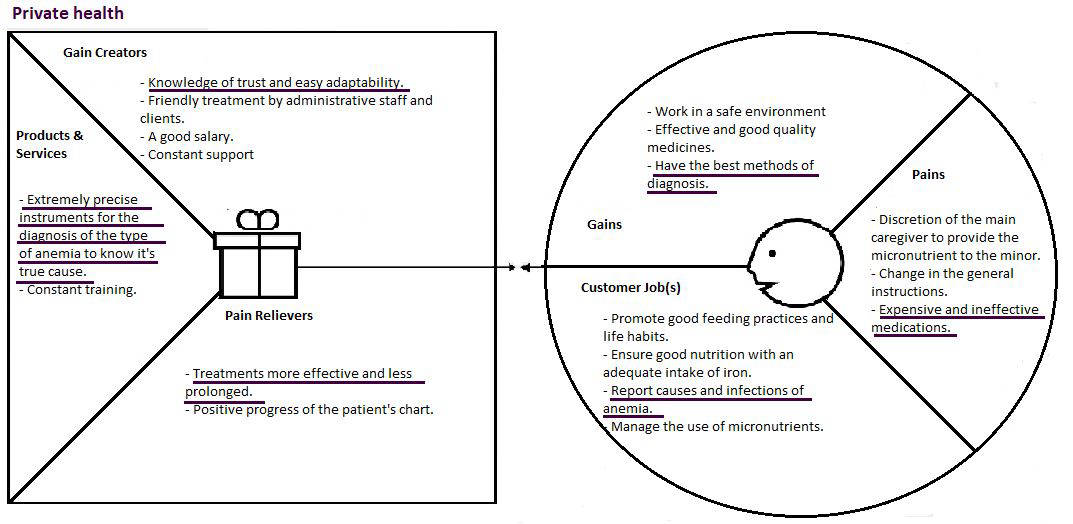 Private health
Gain Creators
- Knowledge of trust and easy adaptability.
- Friendly treatment by administrative staff and
clients.
- A good salary.
- Constant support
Products &
Services
- Extremely precise
instruments for the
diagnosis of the type
of anemia to know it's
true cause.
- Constant training.
Pain Relievers
- Treatments more effective and less
prolonged.
- Positive progress of the patient's chart.
- Work in a safe environment
- Effective and good quality
medicines.
- Have the best methods of
diagnosis.
Gains
Pains
- Discretion of the main
caregiver to provide the
micronutrient to the minor.
- Change in the general
instructions.
- Expensive and ineffective
medications.
Customer Job(s)
- Promote good feeding practices and
life habits.
- Ensure good nutrition with an
adequate intake of iron.
- Report causes and infections of
anemia.
- Manage the use of micronutrients.